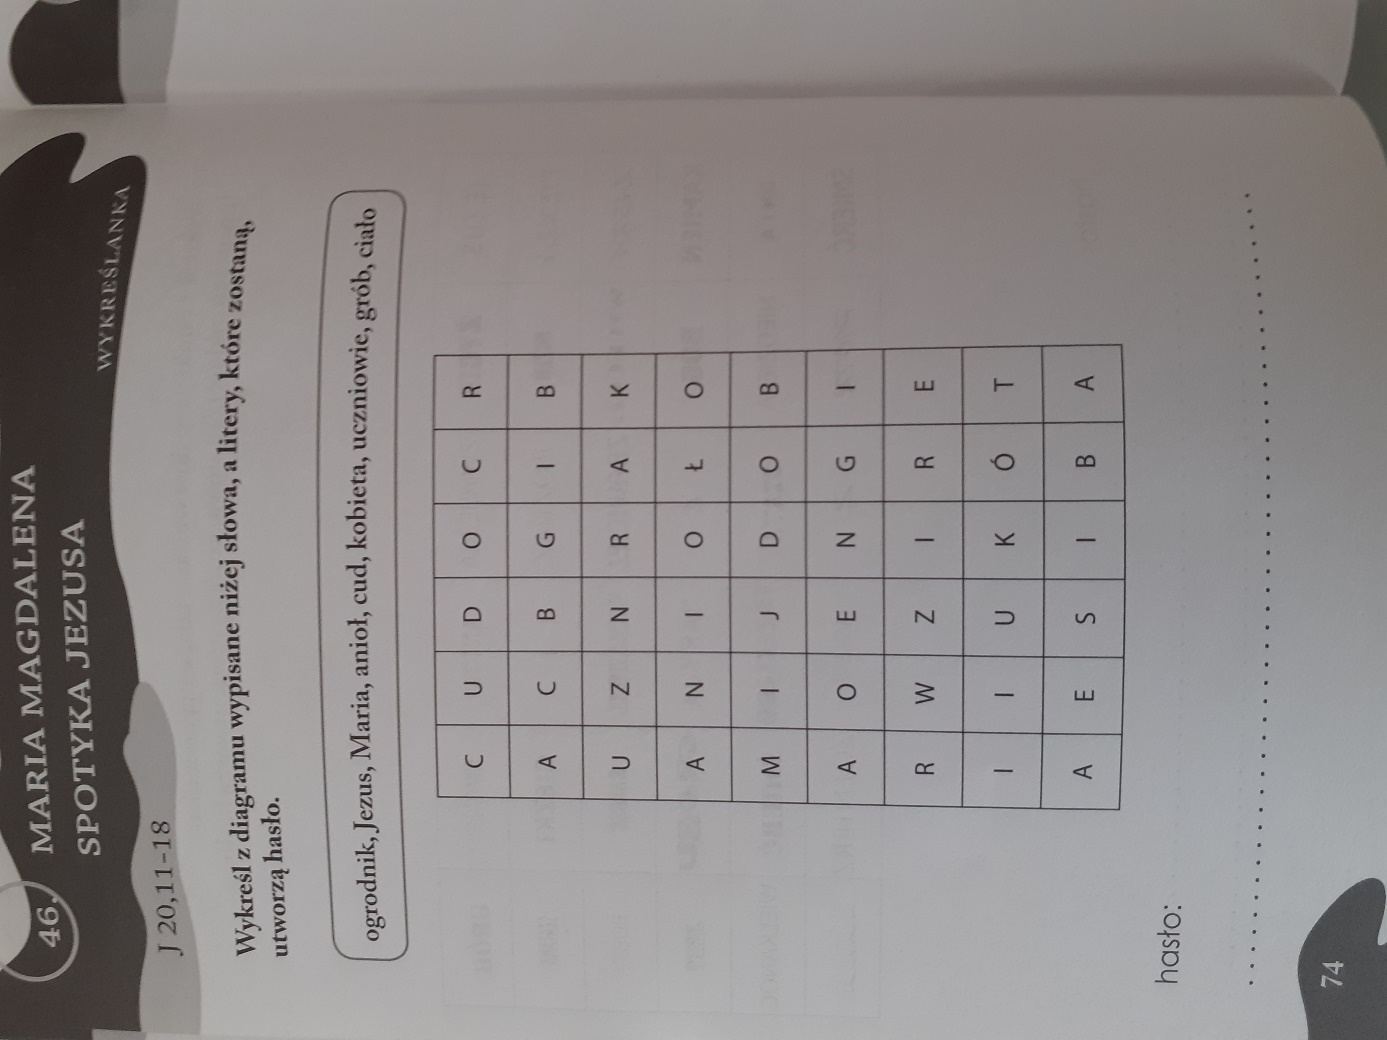 46.
MARIA MAGDALENA
SPOTYKA JEZUSA
WYKREŚLANKA
J 20,11–18
Wykreśl z diagramu wypisane niżej słowa, a litery, które zostaną,
utworzą hasło.
ogrodnik, Jezus, Maria, anioł, cud, kobieta, uczniowie, grób, ciało
C U D O C R
A C B G I B
U Z N R A K
A N I O Ł O
M I J D O B
A O E N G I
R W Z I R E
I I U K Ó T
A E S I B A
hasło:
74